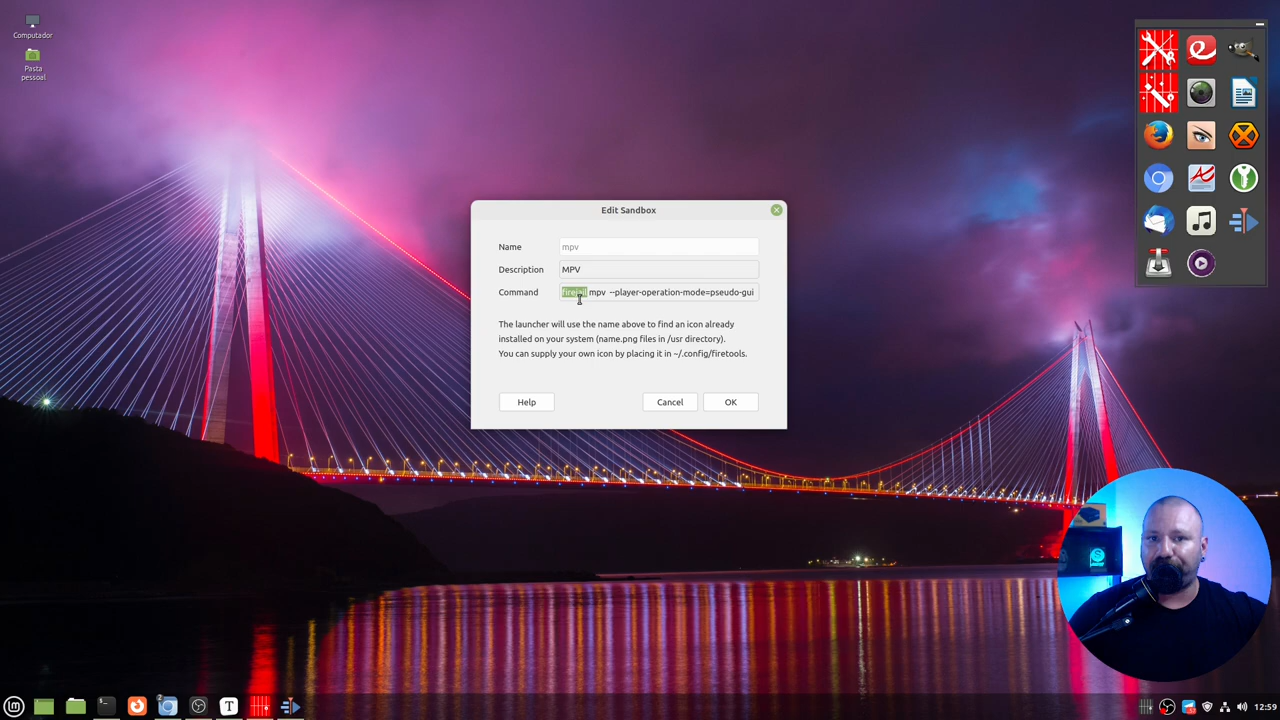 Computador
Pasta
pessoal
Edit Sandbox
Name
mpv
Description
MPV
Command
firejail mpv --player-operation-mode=pseudo-gui
The launcher will use the name above to find an icon already
installed on your system (name.png files in /usr directory).
You can supply your own icon by placing it in ~/.config/firetools.
Help
Cancel
OK
2
T
12:59